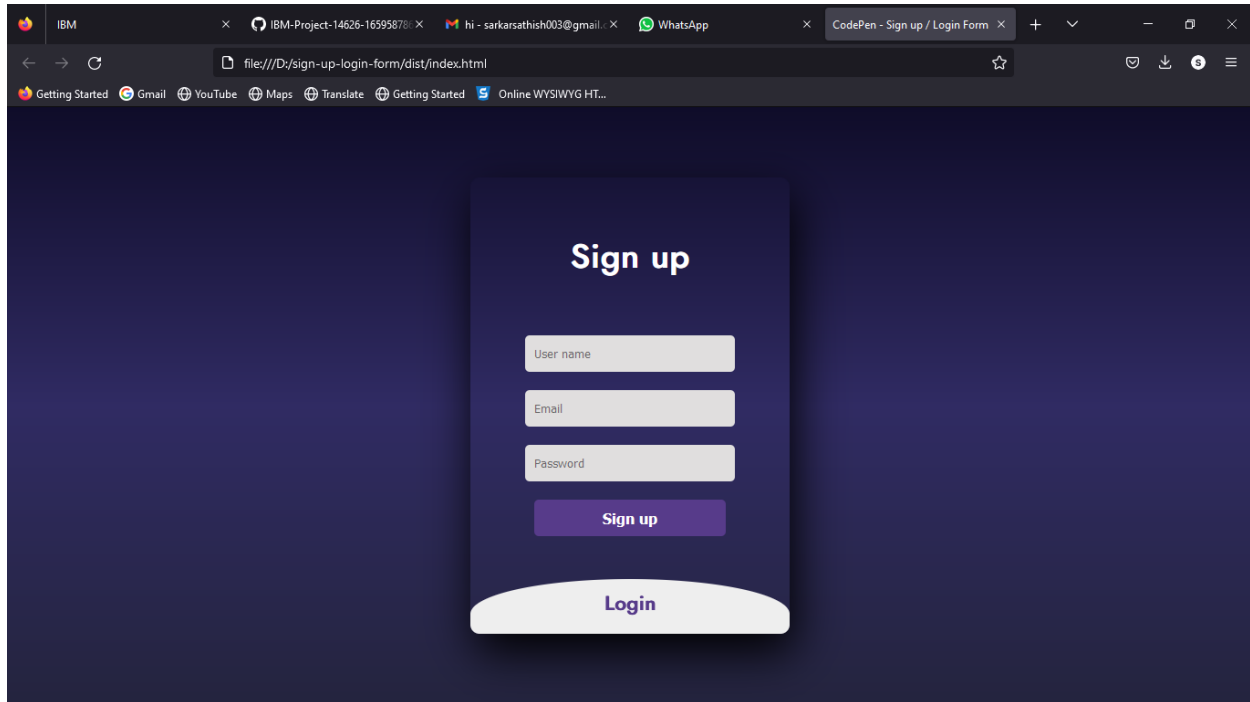 IBM
IBM-Project-14626-165958786
hi - sarkarsathish003@gmail.c
WhatsApp
CodePen - Sign up / Login Form
file:///D:/sign-up-login-form/dist/index.html
S
Getting Started
Gmail
YouTube
Maps
Translate
Getting Started
Online WYSIWYG HT...
Sign up
User name
Email
Password
Sign up
Login